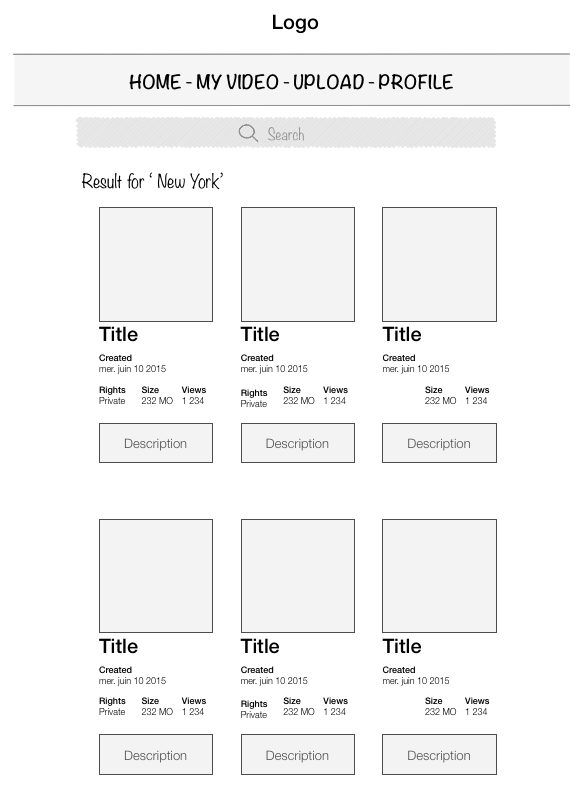 Logo
HOME - MY VIDEO - UPLOAD - PROFILE
Search
Result for ‘ New York’
Title
Created
mer. juin 10 2015
Rights Size Views
Private 232 MO 1 234
Description
Title
Created
mer. juin 10 2015
Rights Size Views
Private 232 MO 1 234
Description
Title
Created
mer. juin 10 2015
Size Views
232 MO 1 234
Description
Title
Created
mer. juin 10 2015
Rights Size Views
Private 232 MO 1 234
Description
Title
Created
mer. juin 10 2015
Rights Size Views
Private 232 MO 1 234
Description
Title
Created
mer. juin 10 2015
Size Views
232 MO 1 234
Description